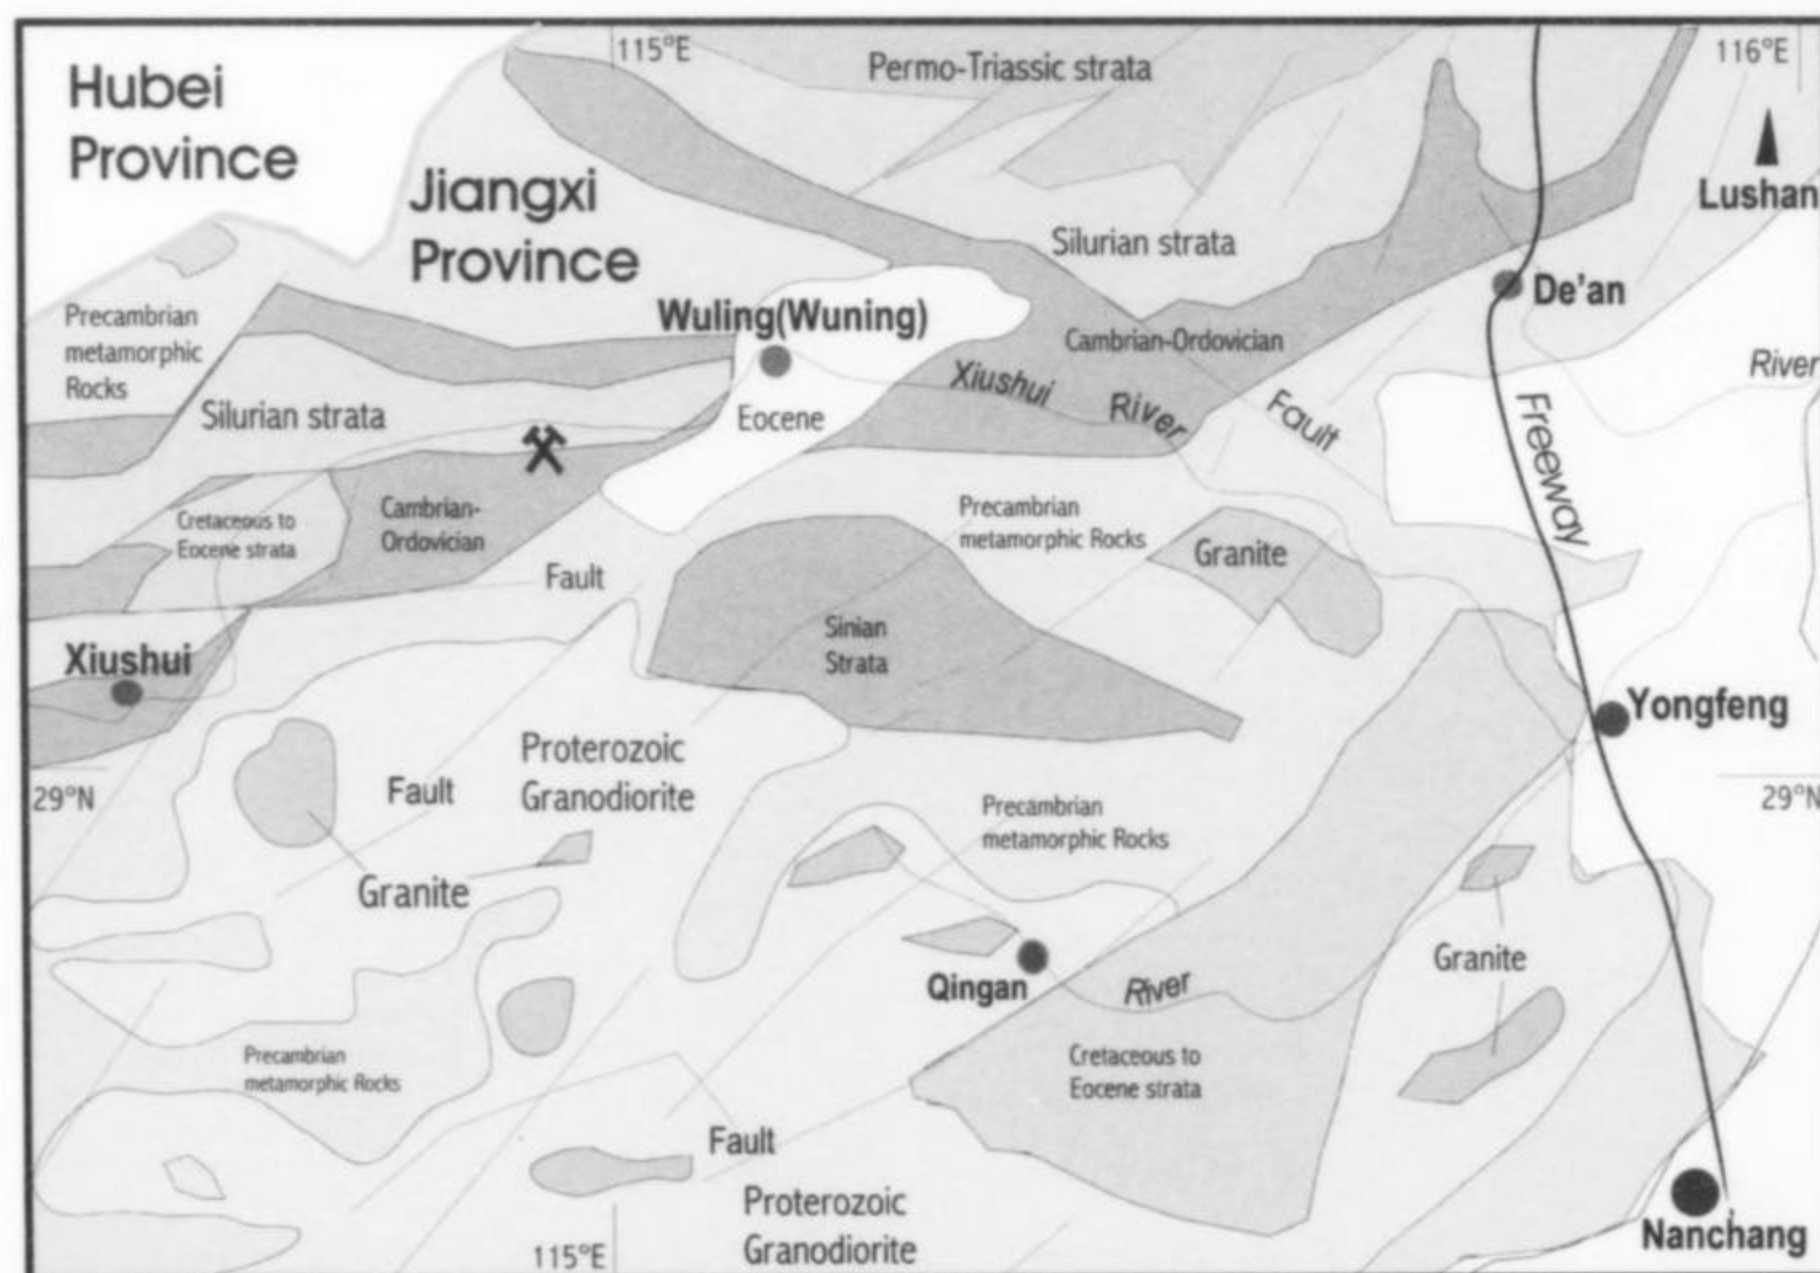 115°E
116°E
Hubei
Province
Permo-Triassic strata
Jiangxi
Province
Lushan
Silurian strata
De'an
Precambrian
metamorphic
Rocks
Wuling(Wuning)
Cambrian-Ordovician
River
Xiushui River
Silurian strata
Eocene
Fault
Freeway
Cretaceous to
Eocene strata
Cambrian-
Ordovician
Precambrian
metamorphic Rocks
Granite
Fault
Sinian
Strata
Xiushui
Yongfeng
Proterozoic
Granodiorite
Fault
29°N
29°N
Precambrian
metamorphic Rocks
Granite
Granite
Qingan
River
Precambrian
metamorphic Rocks
Cretaceous to
Eocene strata
Fault
Proterozoic
Granodiorite
115°E
Nanchang